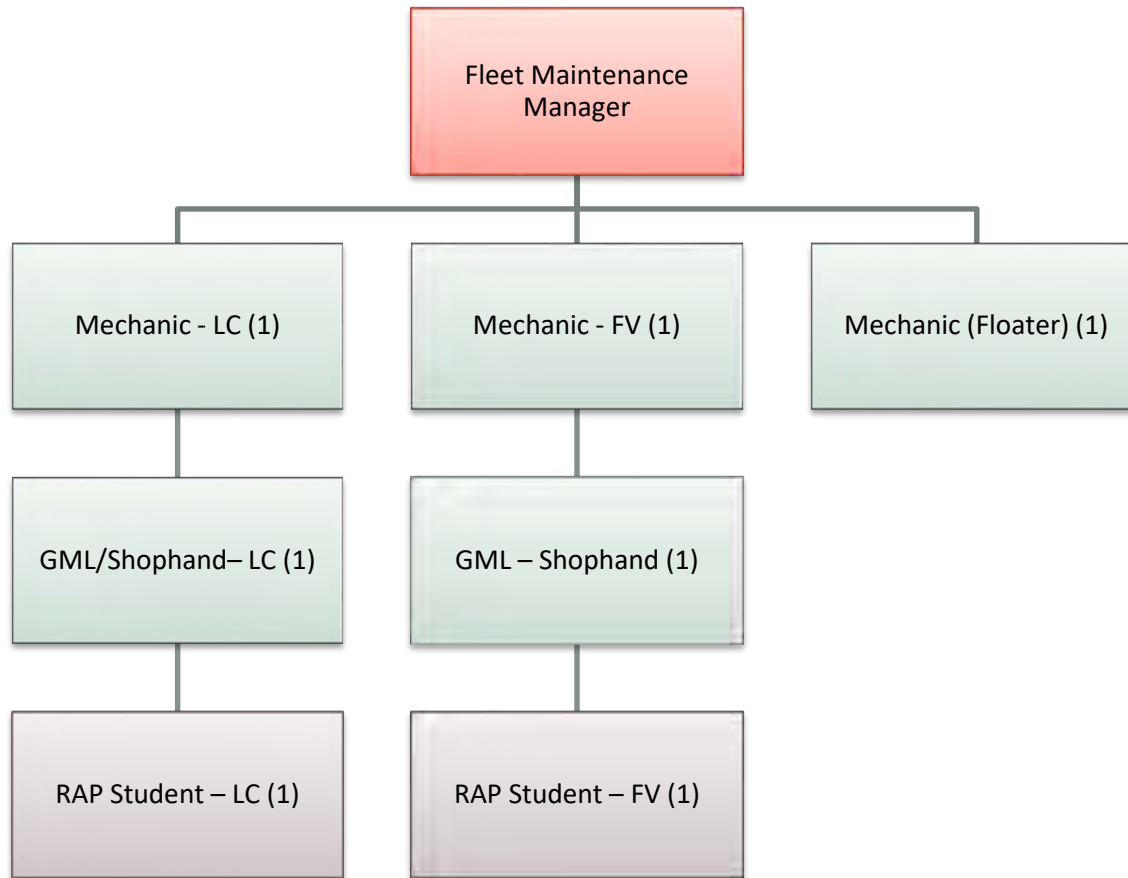 Fleet Maintenance
Manager
Mechanic - LC (1)
Mechanic - FV (1)
Mechanic (Floater) (1)
GML/Shophand– LC (1)
GML – Shophand (1)
RAP Student – LC (1)
RAP Student – FV (1)